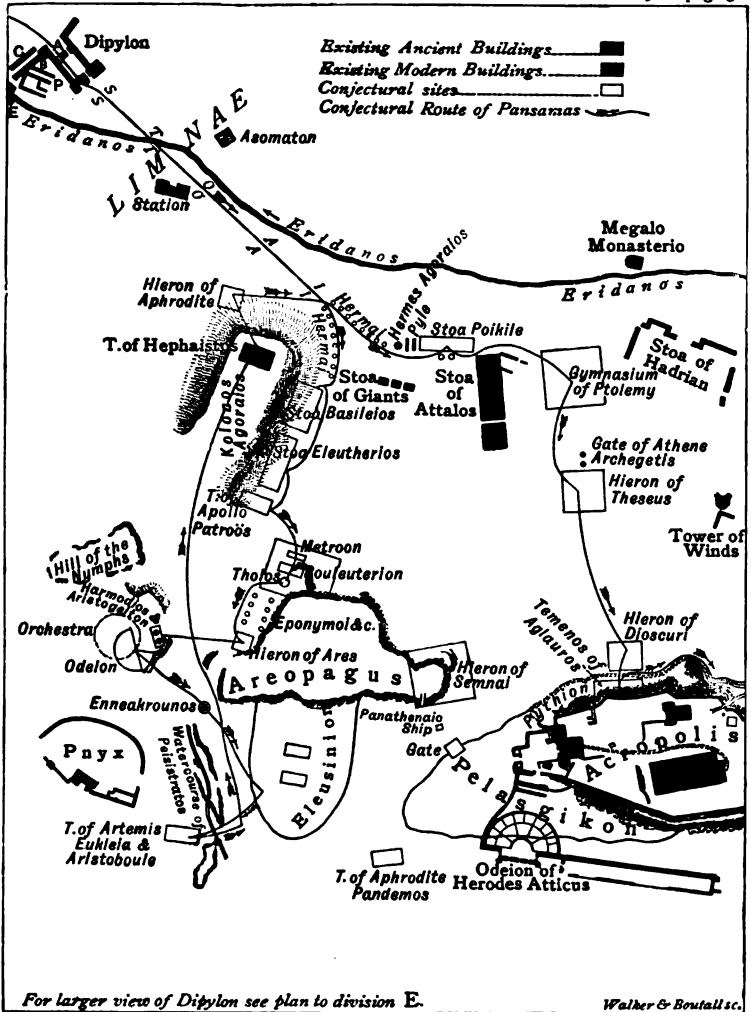 Dipylon
Existing Ancient Buildings
Existing Modern Buildings
Conjectural sites
Conjectural Route of Pansamas
C
A
B
P
E
S
S
Eridanos
LIMNAE
Asomaton
Station
Eridanos
Megalo
Monasterio
Eridanos
Hieron of
Aphrodite
Hermai
Hermai
Hermes Agoralos
Pyle
Stoa Poikile
T. of Hephaistos
Stoa of
Hadrian
Stoa
of Giants
Stoa
of
Attalos
Gymnasium
of Ptolemy
Kolonos
Agoralos
Stoa Basileios
Stoa Eleutherios
Gate of Athene
Archegetis
Hieron of
Theseus
T. of
Apollo
Patroös
Tower of
Winds
Metroon
Hill of the
Nymphs
Tholos
Bouleuterion
Harmodios
Aristogeiton
Orchestra
Eponymoi &c.
Temenos of
Aglauros
Hieron of
Dioscuri
Odeion
Hieron of Ares
Areopagus
Hieron of
Semnai
Enneakrounos
Panathenaic
Ship
Pythion
Pnyx
Watercourse of
Peisistratos
Eleusinion
Gate
Acropolis
Pelasgikon
T. of Artemis
Eukleia &
Aristoboule
T. of Aphrodite
Pandemos
Odeion of
Herodes Atticus
For larger view of Dipylon see plan to division E.
Walker & Boutall sc.